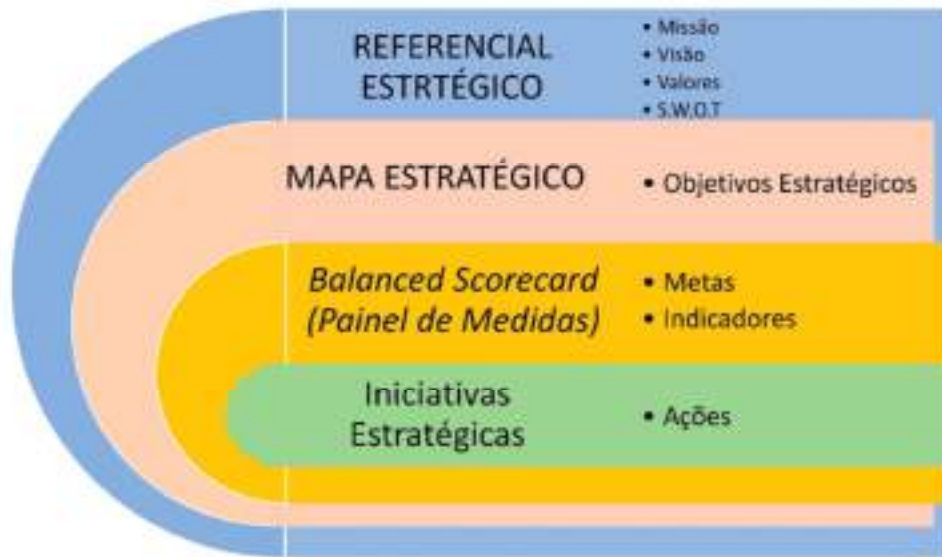 REFERENCIAL
ESTRTÉGICO
• Missão
• Visão
• Valores
• S.W.O.T
MAPA ESTRATÉGICO
• Objetivos Estratégicos
Balanced Scorecard
(Painel de Medidas)
• Metas
• Indicadores
Iniciativas
Estratégicas
• Ações